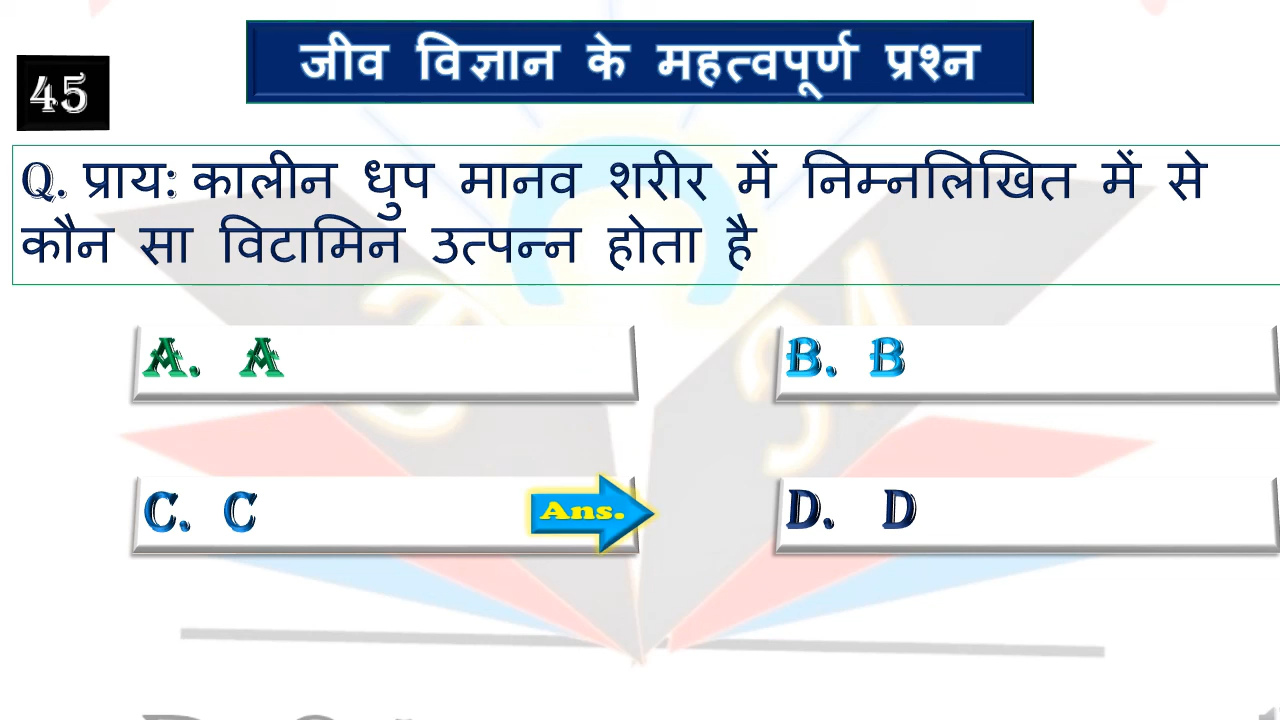 जीव विज्ञान के महत्वपूर्ण प्रश्न
45
Q. प्रायः कालीन धुप मानव शरीर में निम्नलिखित में से
कौन सा विटामिन उत्पन्न होता है
A. A
B. B
C. C
Ans.
D. D